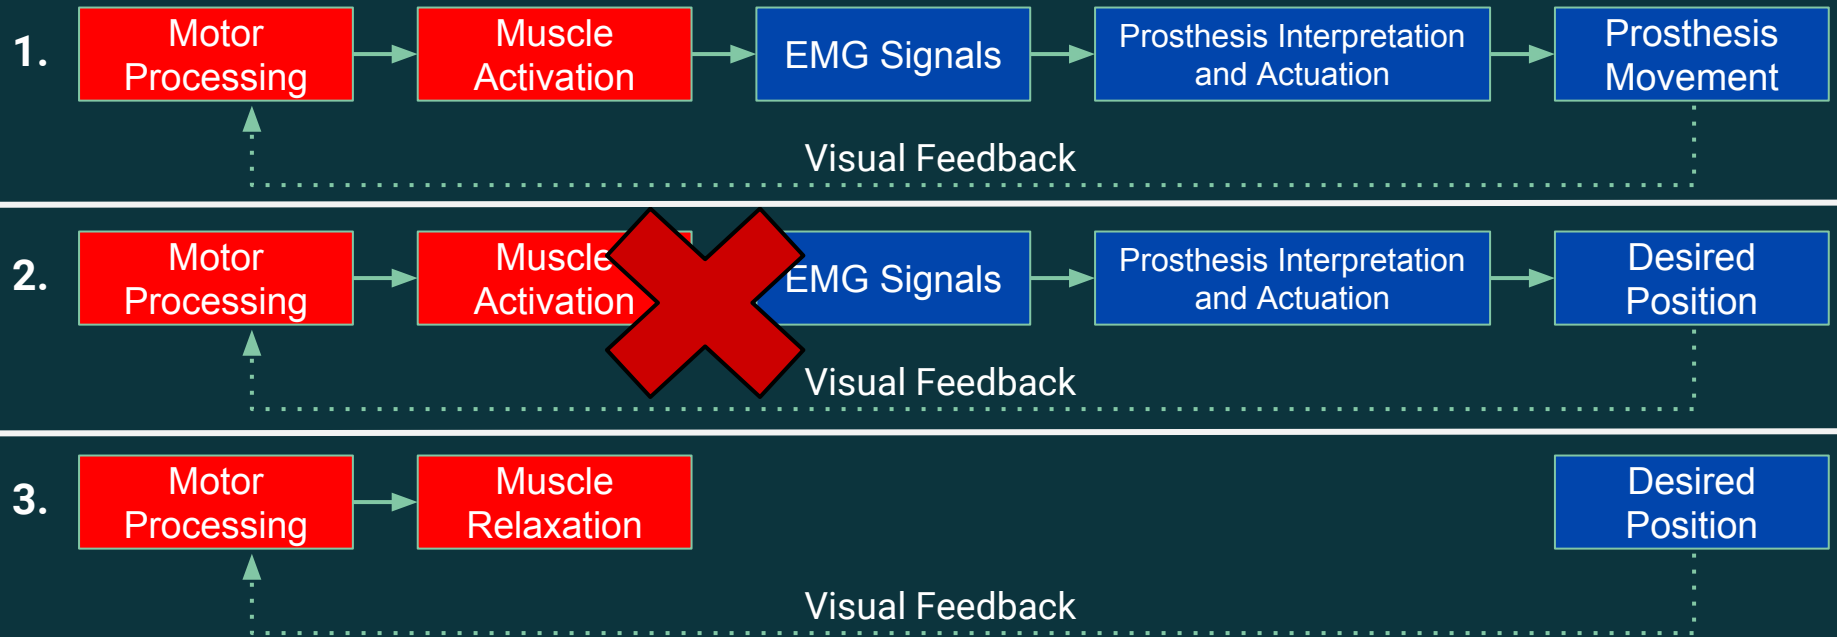 1.
Motor
Processing
Muscle
Activation
EMG Signals
Prosthesis Interpretation
and Actuation
Prosthesis
Movement
Visual Feedback
2.
Motor
Processing
Muscle
Activation
EMG Signals
Prosthesis Interpretation
and Actuation
Desired
Position
Visual Feedback
3.
Motor
Processing
Muscle
Relaxation
Desired
Position
Visual Feedback